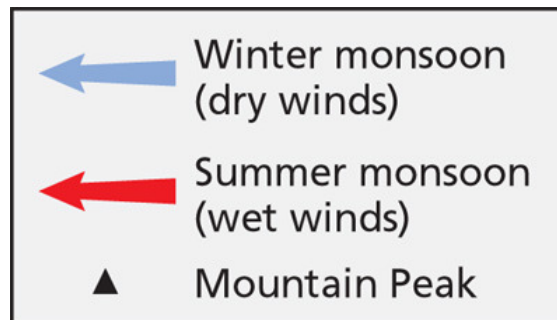 Winter monsoon
(dry winds)
Summer monsoon
(wet winds)
Mountain Peak